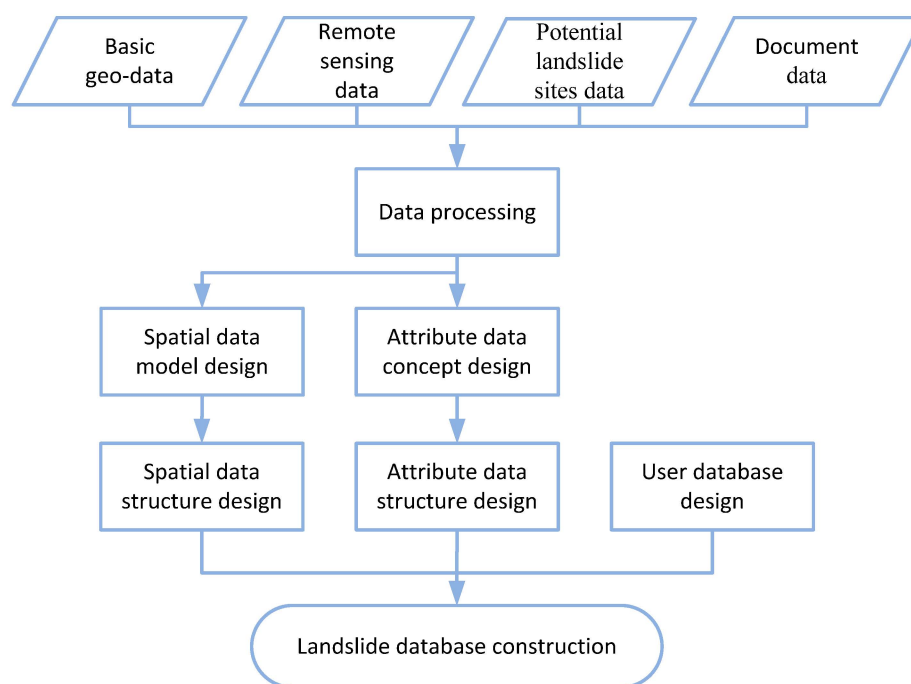 Basic
geo-data
Remote
sensing
data
Potential
landslide
sites data
Document
data
Data processing
Spatial data
model design
Attribute data
concept design
Spatial data
structure design
Attribute data
structure design
User database
design
Landslide database construction